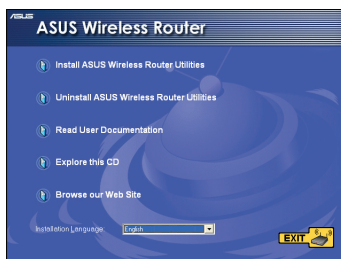 ASUS
ASUS Wireless Router
Install ASUS Wireless Router Utilities
Uninstall ASUS Wireless Router Utilities
Read User Documentation
Explore this CD
Browse our Web Site
Installation Language:
English
EXIT